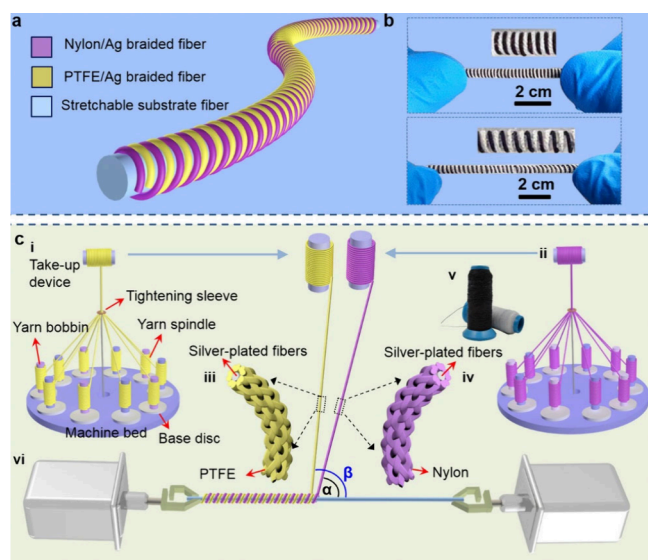 a
Nylon/Ag braided fiber
PTFE/Ag braided fiber
Stretchable substrate fiber
b
2 cm
2 cm
c
i
Take-up
device
Tightening sleeve
Yarn bobbin
Yarn spindle
Machine bed
Base disc
ii
v
Silver-plated fibers
iii
PTFE
Silver-plated fibers
iv
Nylon
vi
α
β